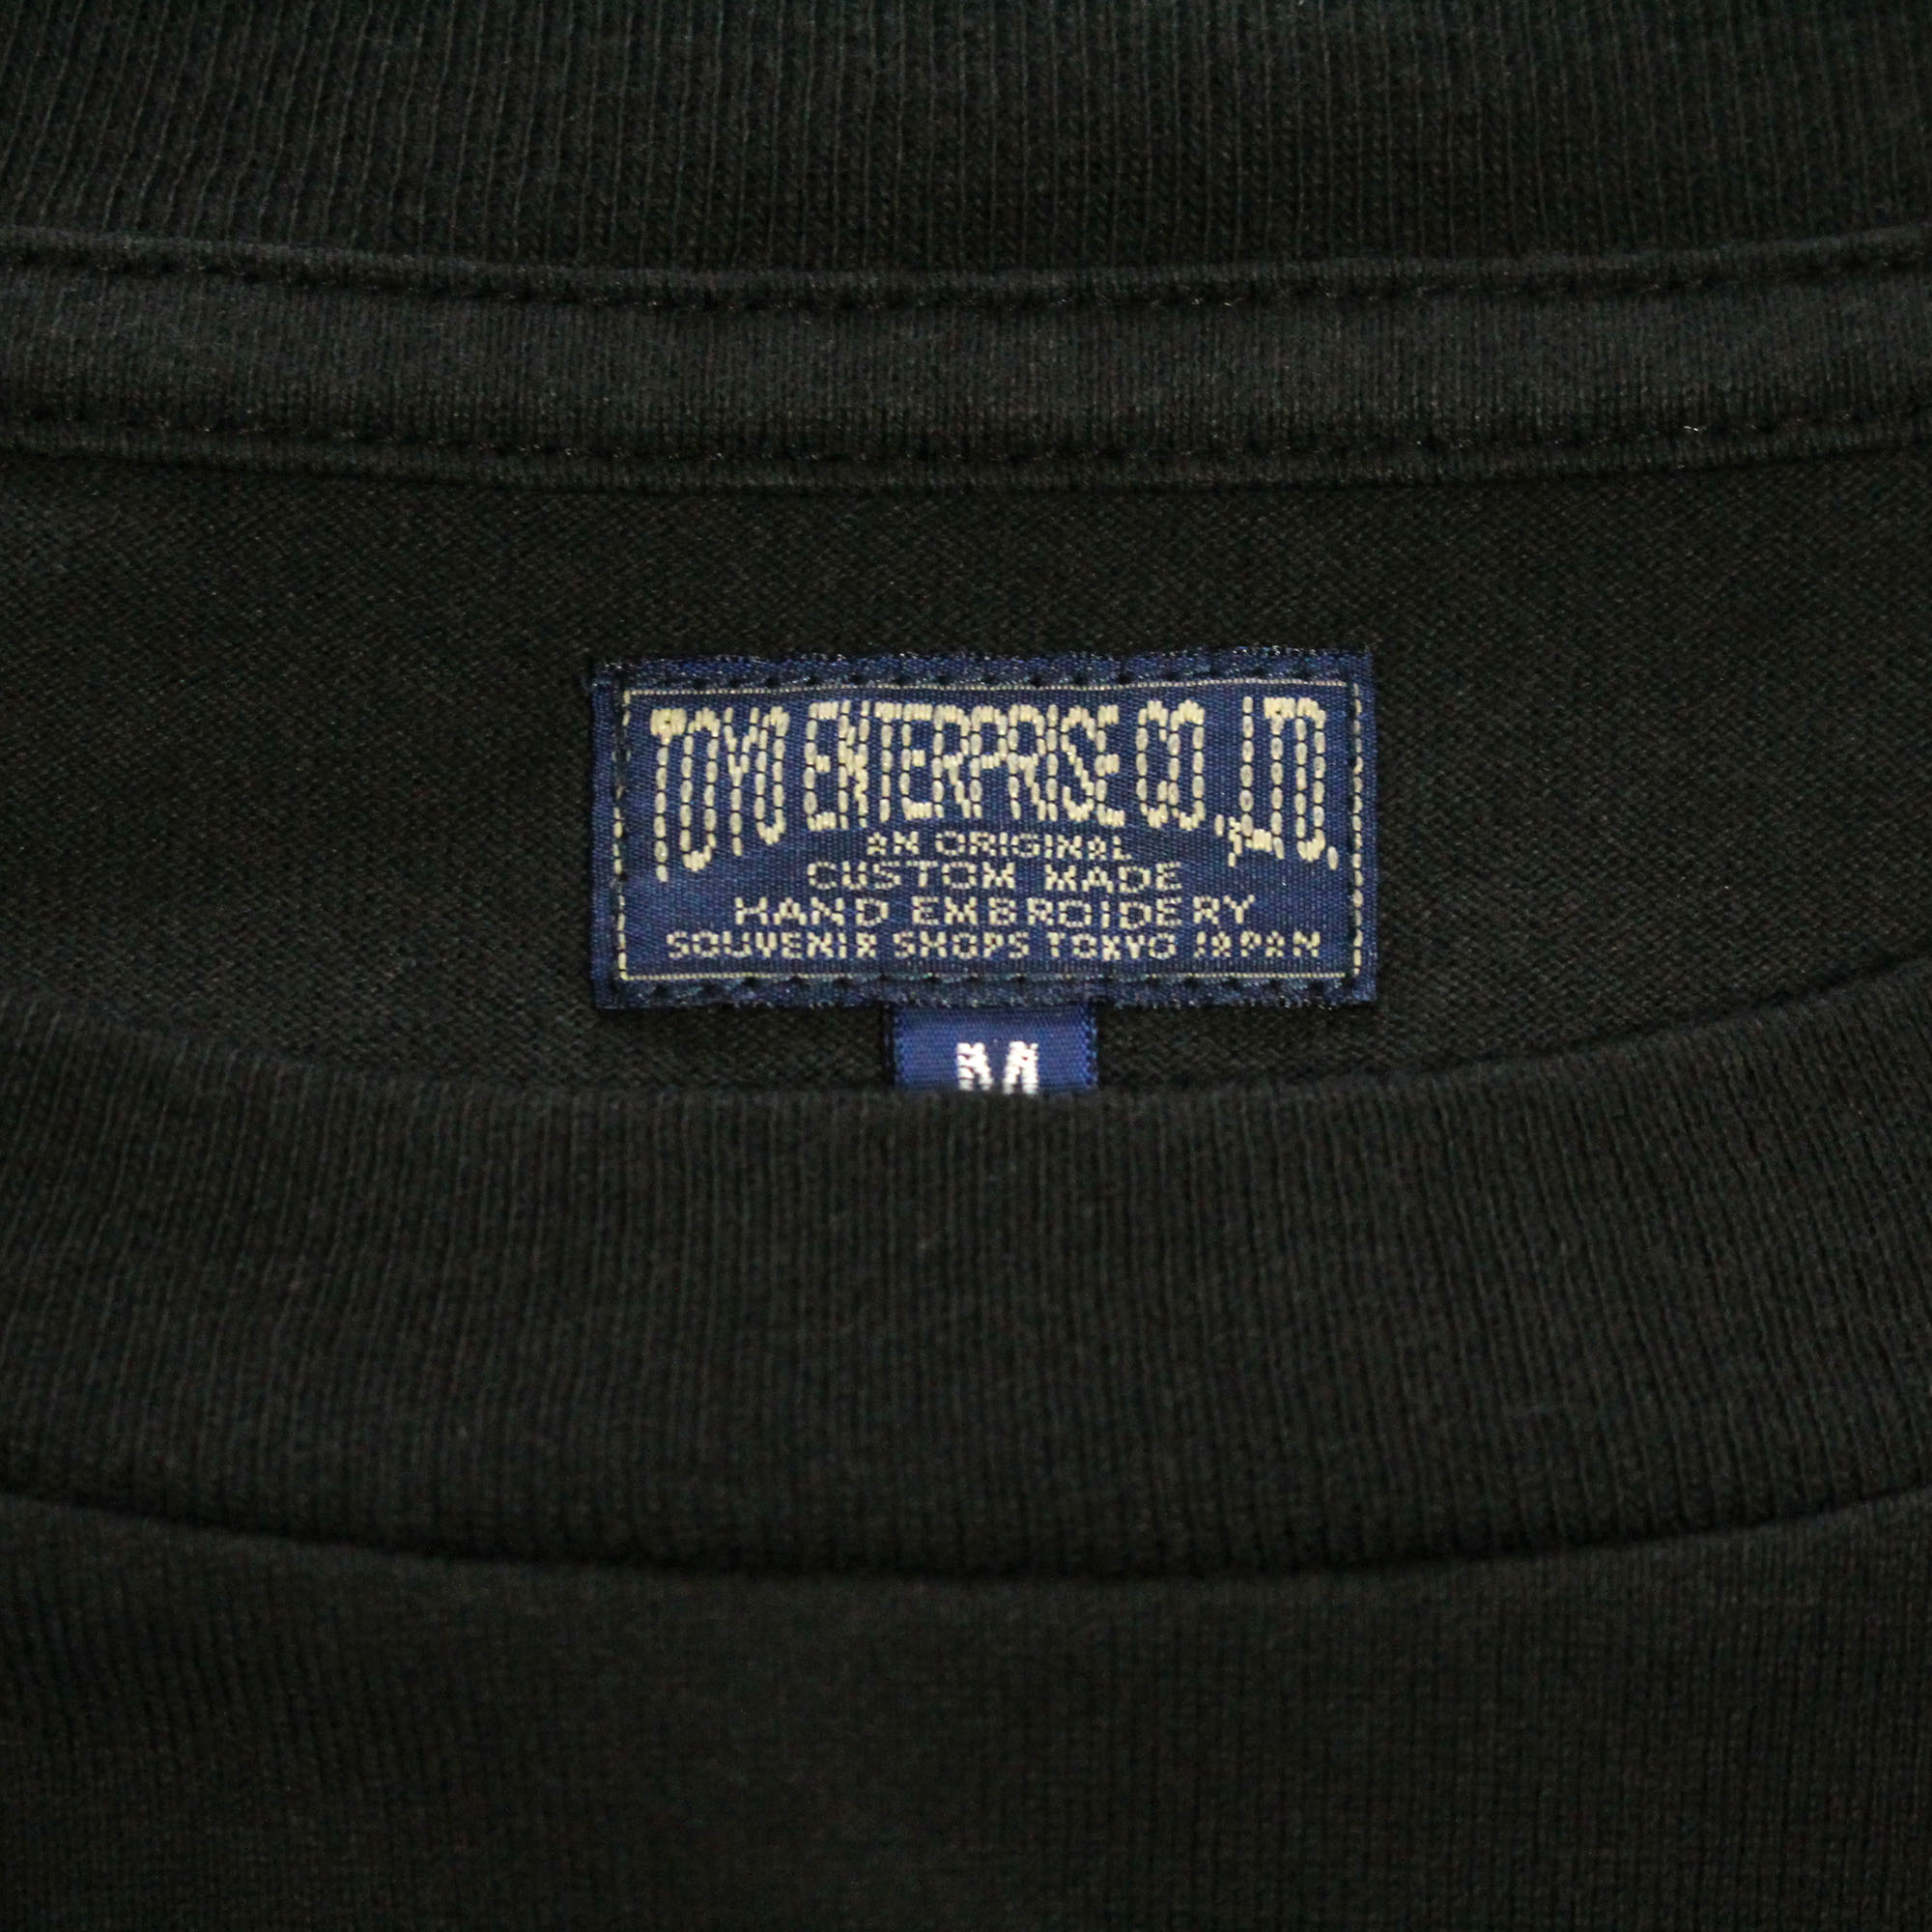 TOYO ENTERPRISE CO.,LTD.
AN ORIGINAL
CUSTOM MADE
HAND EMBROIDERY
SOUVENIR SHOPS TOKYO JAPAN
M